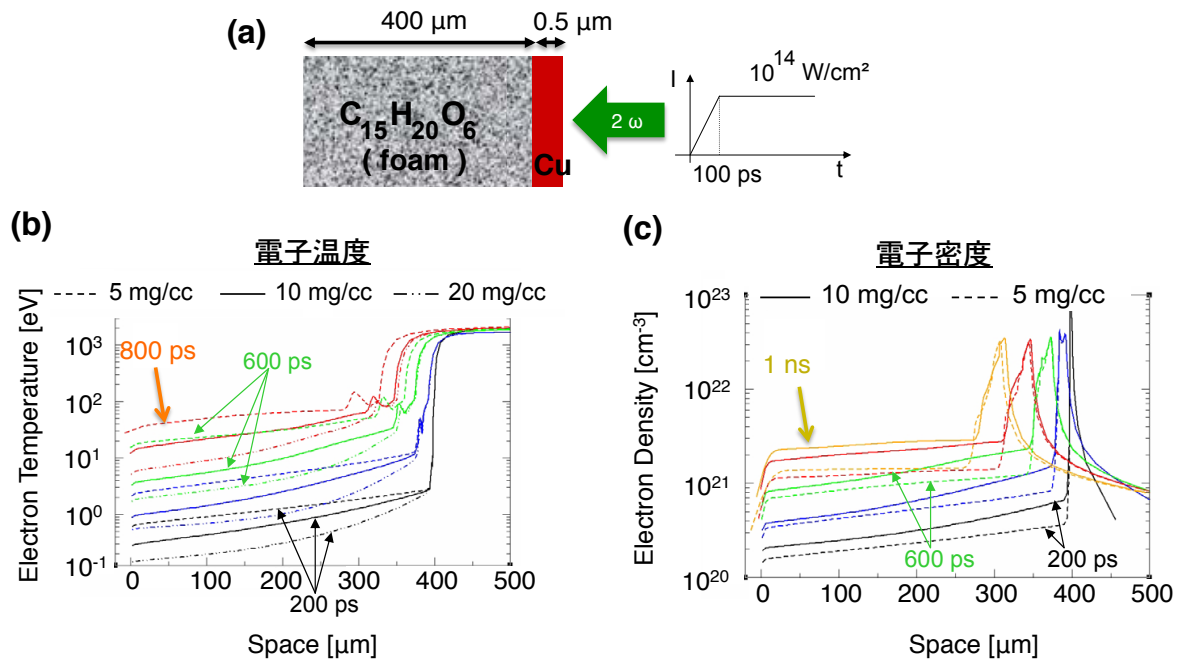 (a)
400 μm
0.5 μm
C15H20O6
( foam )
Cu
2 ω
I
10^14 W/cm²
100 ps
t
(b)
電子温度
5 mg/cc
10 mg/cc
20 mg/cc
Electron Temperature [eV]
10^3
10^2
10^1
10^0
10^-1
800 ps
600 ps
200 ps
0
100
200
300
400
500
Space [μm]
(c)
電子密度
10 mg/cc
5 mg/cc
Electron Density [cm^-3]
10^23
10^22
10^21
10^20
1 ns
600 ps
200 ps
0
100
200
300
400
500
Space [μm]